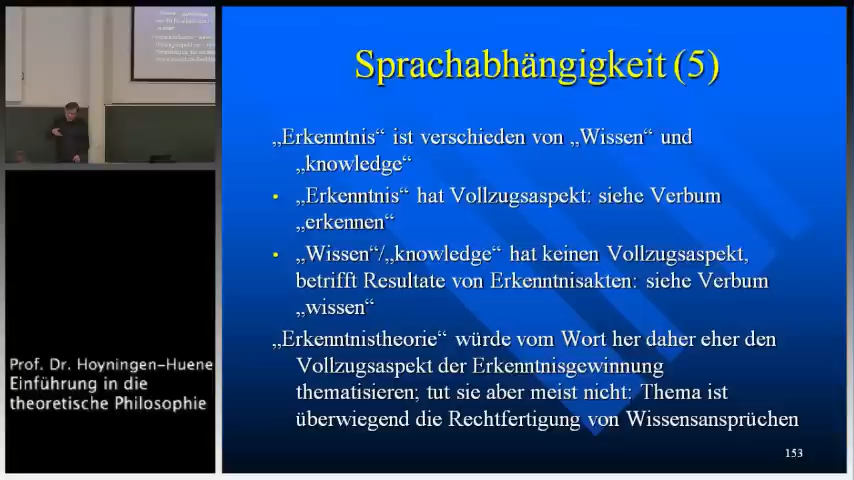 Sprachabhängigkeit (5)
„Erkenntnis“ ist verschieden von „Wissen“ und
„knowledge“
• „Erkenntnis“ hat Vollzugsaspekt: siehe Verbum
„erkennen“
• „Wissen“/„knowledge“ hat keinen Vollzugsaspekt,
betrifft Resultate von Erkenntnisakten: siehe Verbum
„wissen“
„Erkenntnistheorie“ würde vom Wort her daher eher den
Vollzugsaspekt der Erkenntnisgewinnung
thematisieren; tut sie aber meist nicht: Thema ist
überwiegend die Rechtfertigung von Wissensansprüchen
153
Prof. Dr. Hoyningen-Huene
Einführung in die
theoretische Philosophie